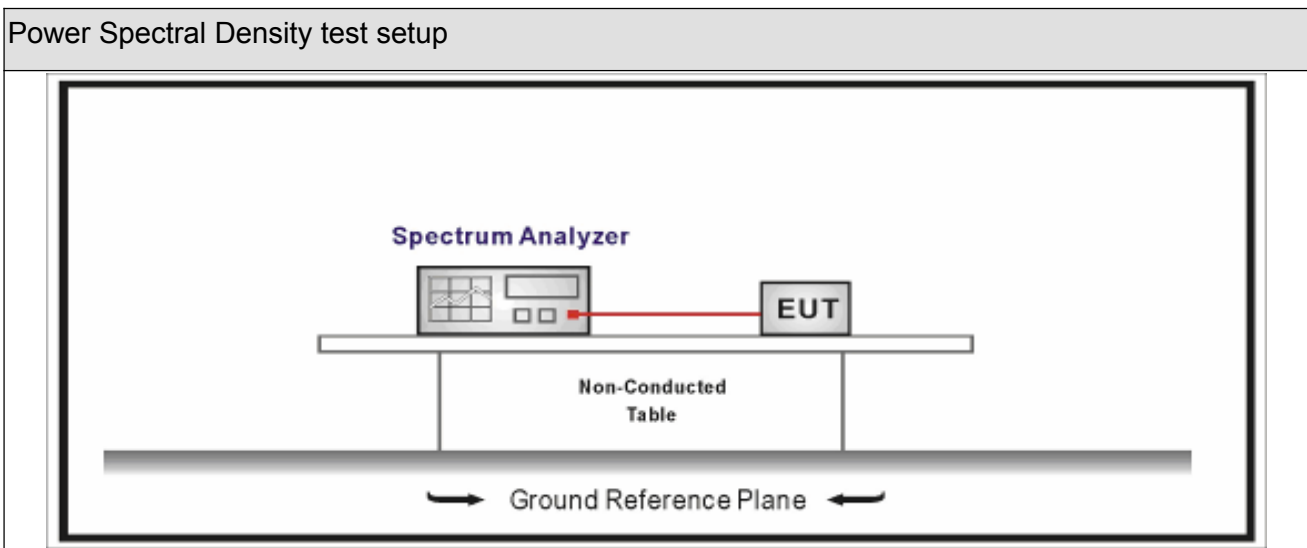 Power Spectral Density test setup
Spectrum Analyzer
EUT
Non-Conducted
Table
Ground Reference Plane